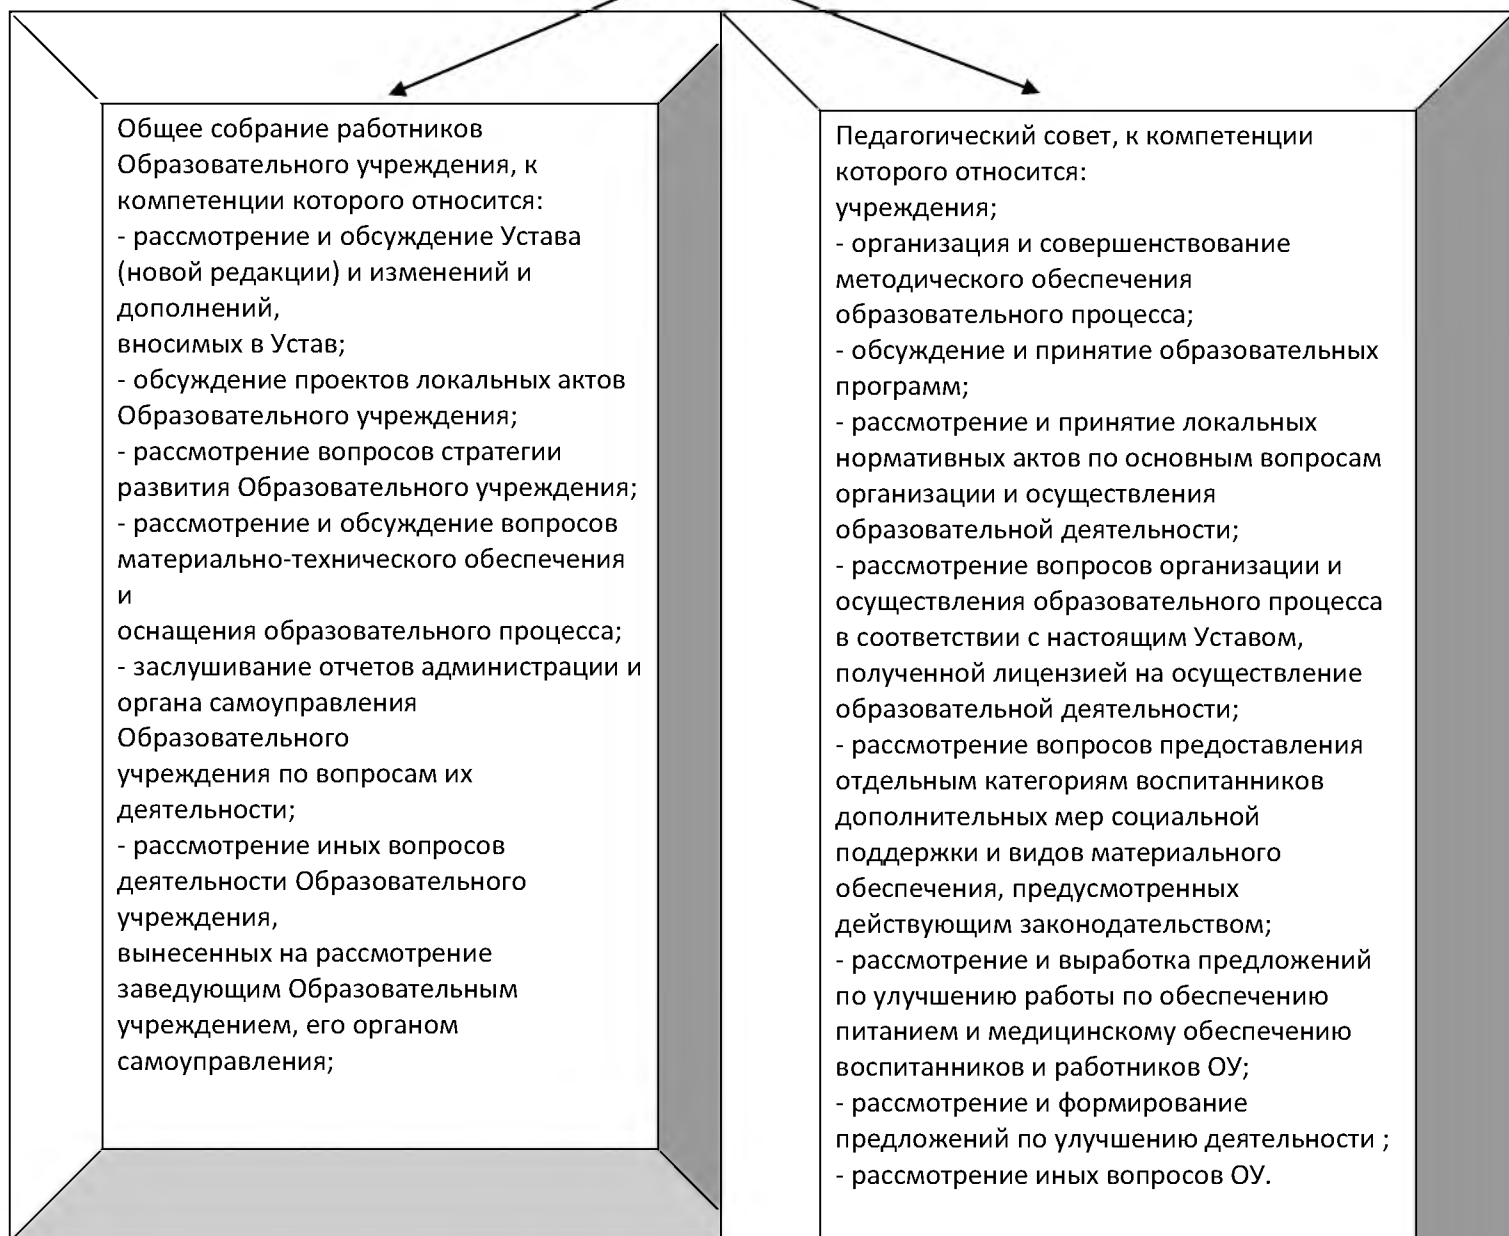 Общее собрание работников
Образовательного учреждения, к
компетенции которого относится:
- рассмотрение и обсуждение Устава
(новой редакции) и изменений и
дополнений,
вносимых в Устав;
- обсуждение проектов локальных актов
Образовательного учреждения;
- рассмотрение вопросов стратегии
развития Образовательного учреждения;
- рассмотрение и обсуждение вопросов
материально-технического обеспечения
и
оснащения образовательного процесса;
- заслушивание отчетов администрации и
органа самоуправления
Образовательного
учреждения по вопросам их
деятельности;
- рассмотрение иных вопросов
деятельности Образовательного
учреждения,
вынесенных на рассмотрение
заведующим Образовательным
учреждением, его органом
самоуправления;
Педагогический совет, к компетенции
которого относится:
учреждения;
- организация и совершенствование
методического обеспечения
образовательного процесса;
- обсуждение и принятие образовательных
программ;
- рассмотрение и принятие локальных
нормативных актов по основным вопросам
организации и осуществления
образовательной деятельности;
- рассмотрение вопросов организации и
осуществления образовательного процесса
в соответствии с настоящим Уставом,
полученной лицензией на осуществление
образовательной деятельности;
- рассмотрение вопросов предоставления
отдельным категориям воспитанников
дополнительных мер социальной
поддержки и видов материального
обеспечения, предусмотренных
действующим законодательством;
- рассмотрение и выработка предложений
по улучшению работы по обеспечению
питанием и медицинскому обеспечению
воспитанников и работников ОУ;
- рассмотрение и формирование
предложений по улучшению деятельности ;
- рассмотрение иных вопросов ОУ.